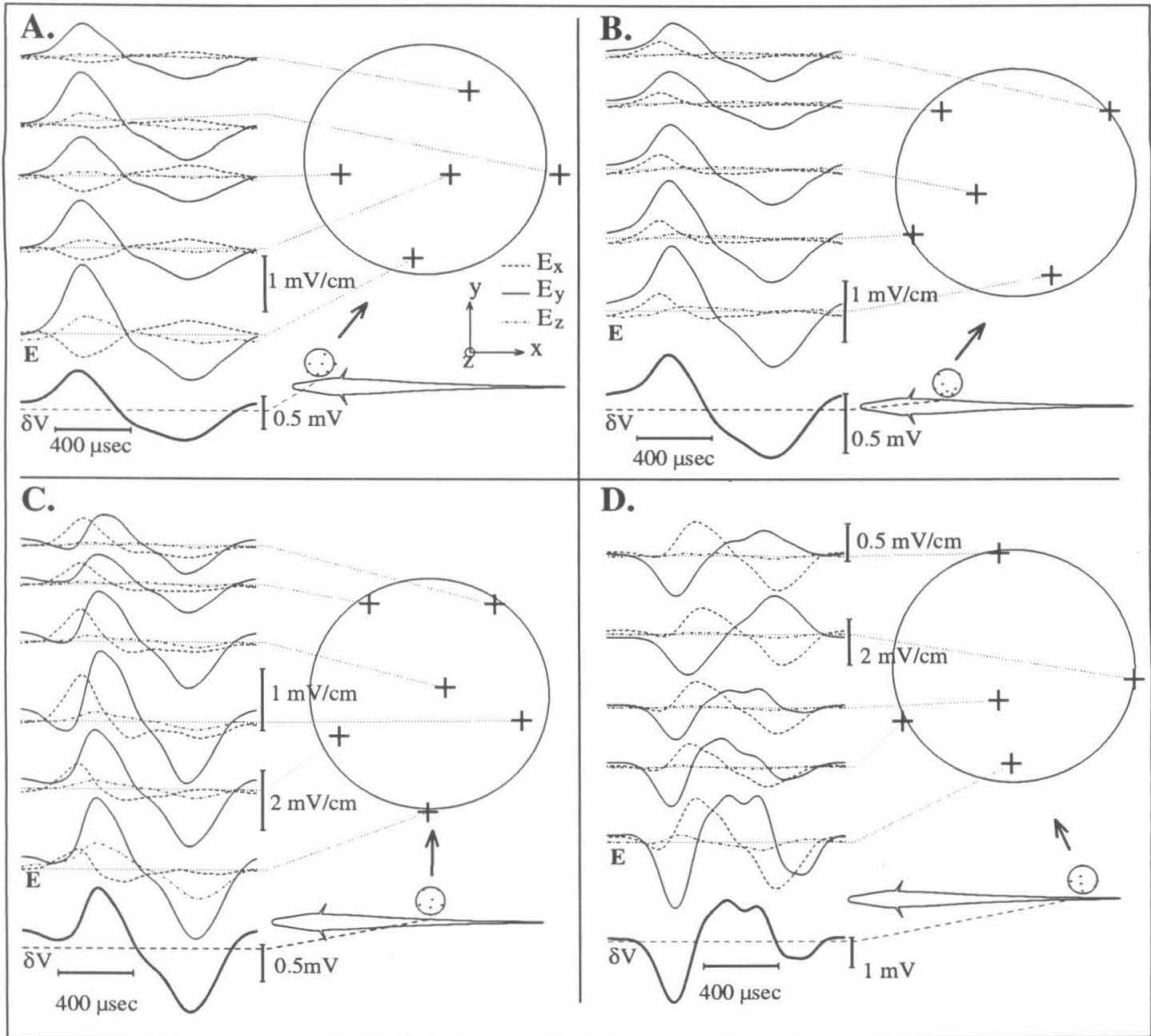 A.
1 mV/cm
Ex
Ey
Ez
y
x
z
E
δV
400 μsec
0.5 mV
B.
1 mV/cm
δV
400 μsec
0.5 mV
C.
1 mV/cm
2 mV/cm
E
δV
400 μsec
0.5mV
D.
0.5 mV/cm
2 mV/cm
E
δV
400 μsec
1 mV